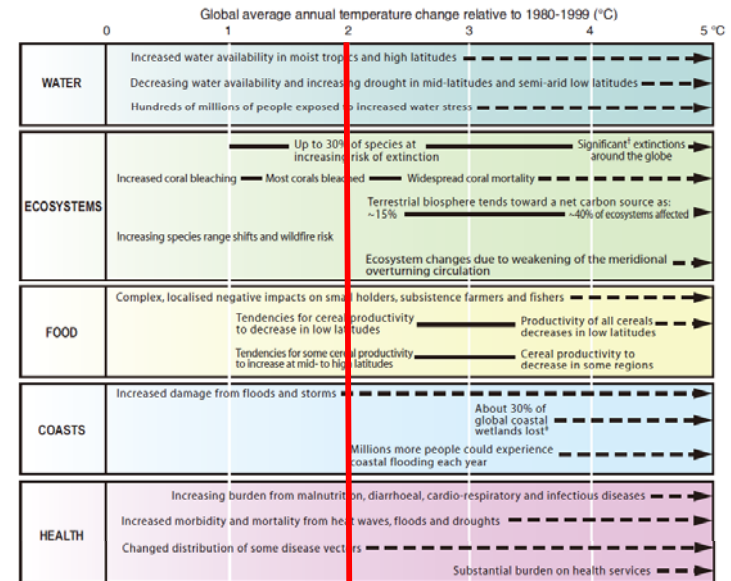 Global average annual temperature change relative to 1980-1999 (°C)
0 1 2 3 4 5 °C
WATER
Increased water availability in moist tropics and high latitudes
Decreasing water availability and increasing drought in mid-latitudes and semi-arid low latitudes
Hundreds of millions of people exposed to increased water stress
ECOSYSTEMS
Up to 30% of species at
increasing risk of extinction
Significant† extinctions
around the globe
Increased coral bleaching Most corals bleached Widespread coral mortality
Terrestrial biosphere tends toward a net carbon source as:
~15% ~40% of ecosystems affected
Increasing species range shifts and wildfire risk
Ecosystem changes due to weakening of the meridional
overturning circulation
FOOD
Complex, localised negative impacts on small holders, subsistence farmers and fishers
Tendencies for cereal productivity
to decrease in low latitudes
Productivity of all cereals
decreases in low latitudes
Tendencies for some cereal productivity
to increase at mid- to high latitudes
Cereal productivity to
decrease in some regions
COASTS
Increased damage from floods and storms
About 30% of
global coastal
wetlands lost‡
Millions more people could experience
coastal flooding each year
HEALTH
Increasing burden from malnutrition, diarrhoeal, cardio-respiratory and infectious diseases
Increased morbidity and mortality from heat waves, floods and droughts
Changed distribution of some disease vectors
Substantial burden on health services